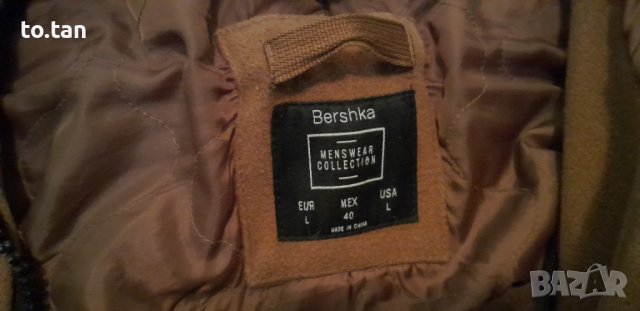 to.tan
Bershka
MENSWEAR
COLLECTION
EUR MEX USA
L 40 L
MADE IN CHINA
BAZAR